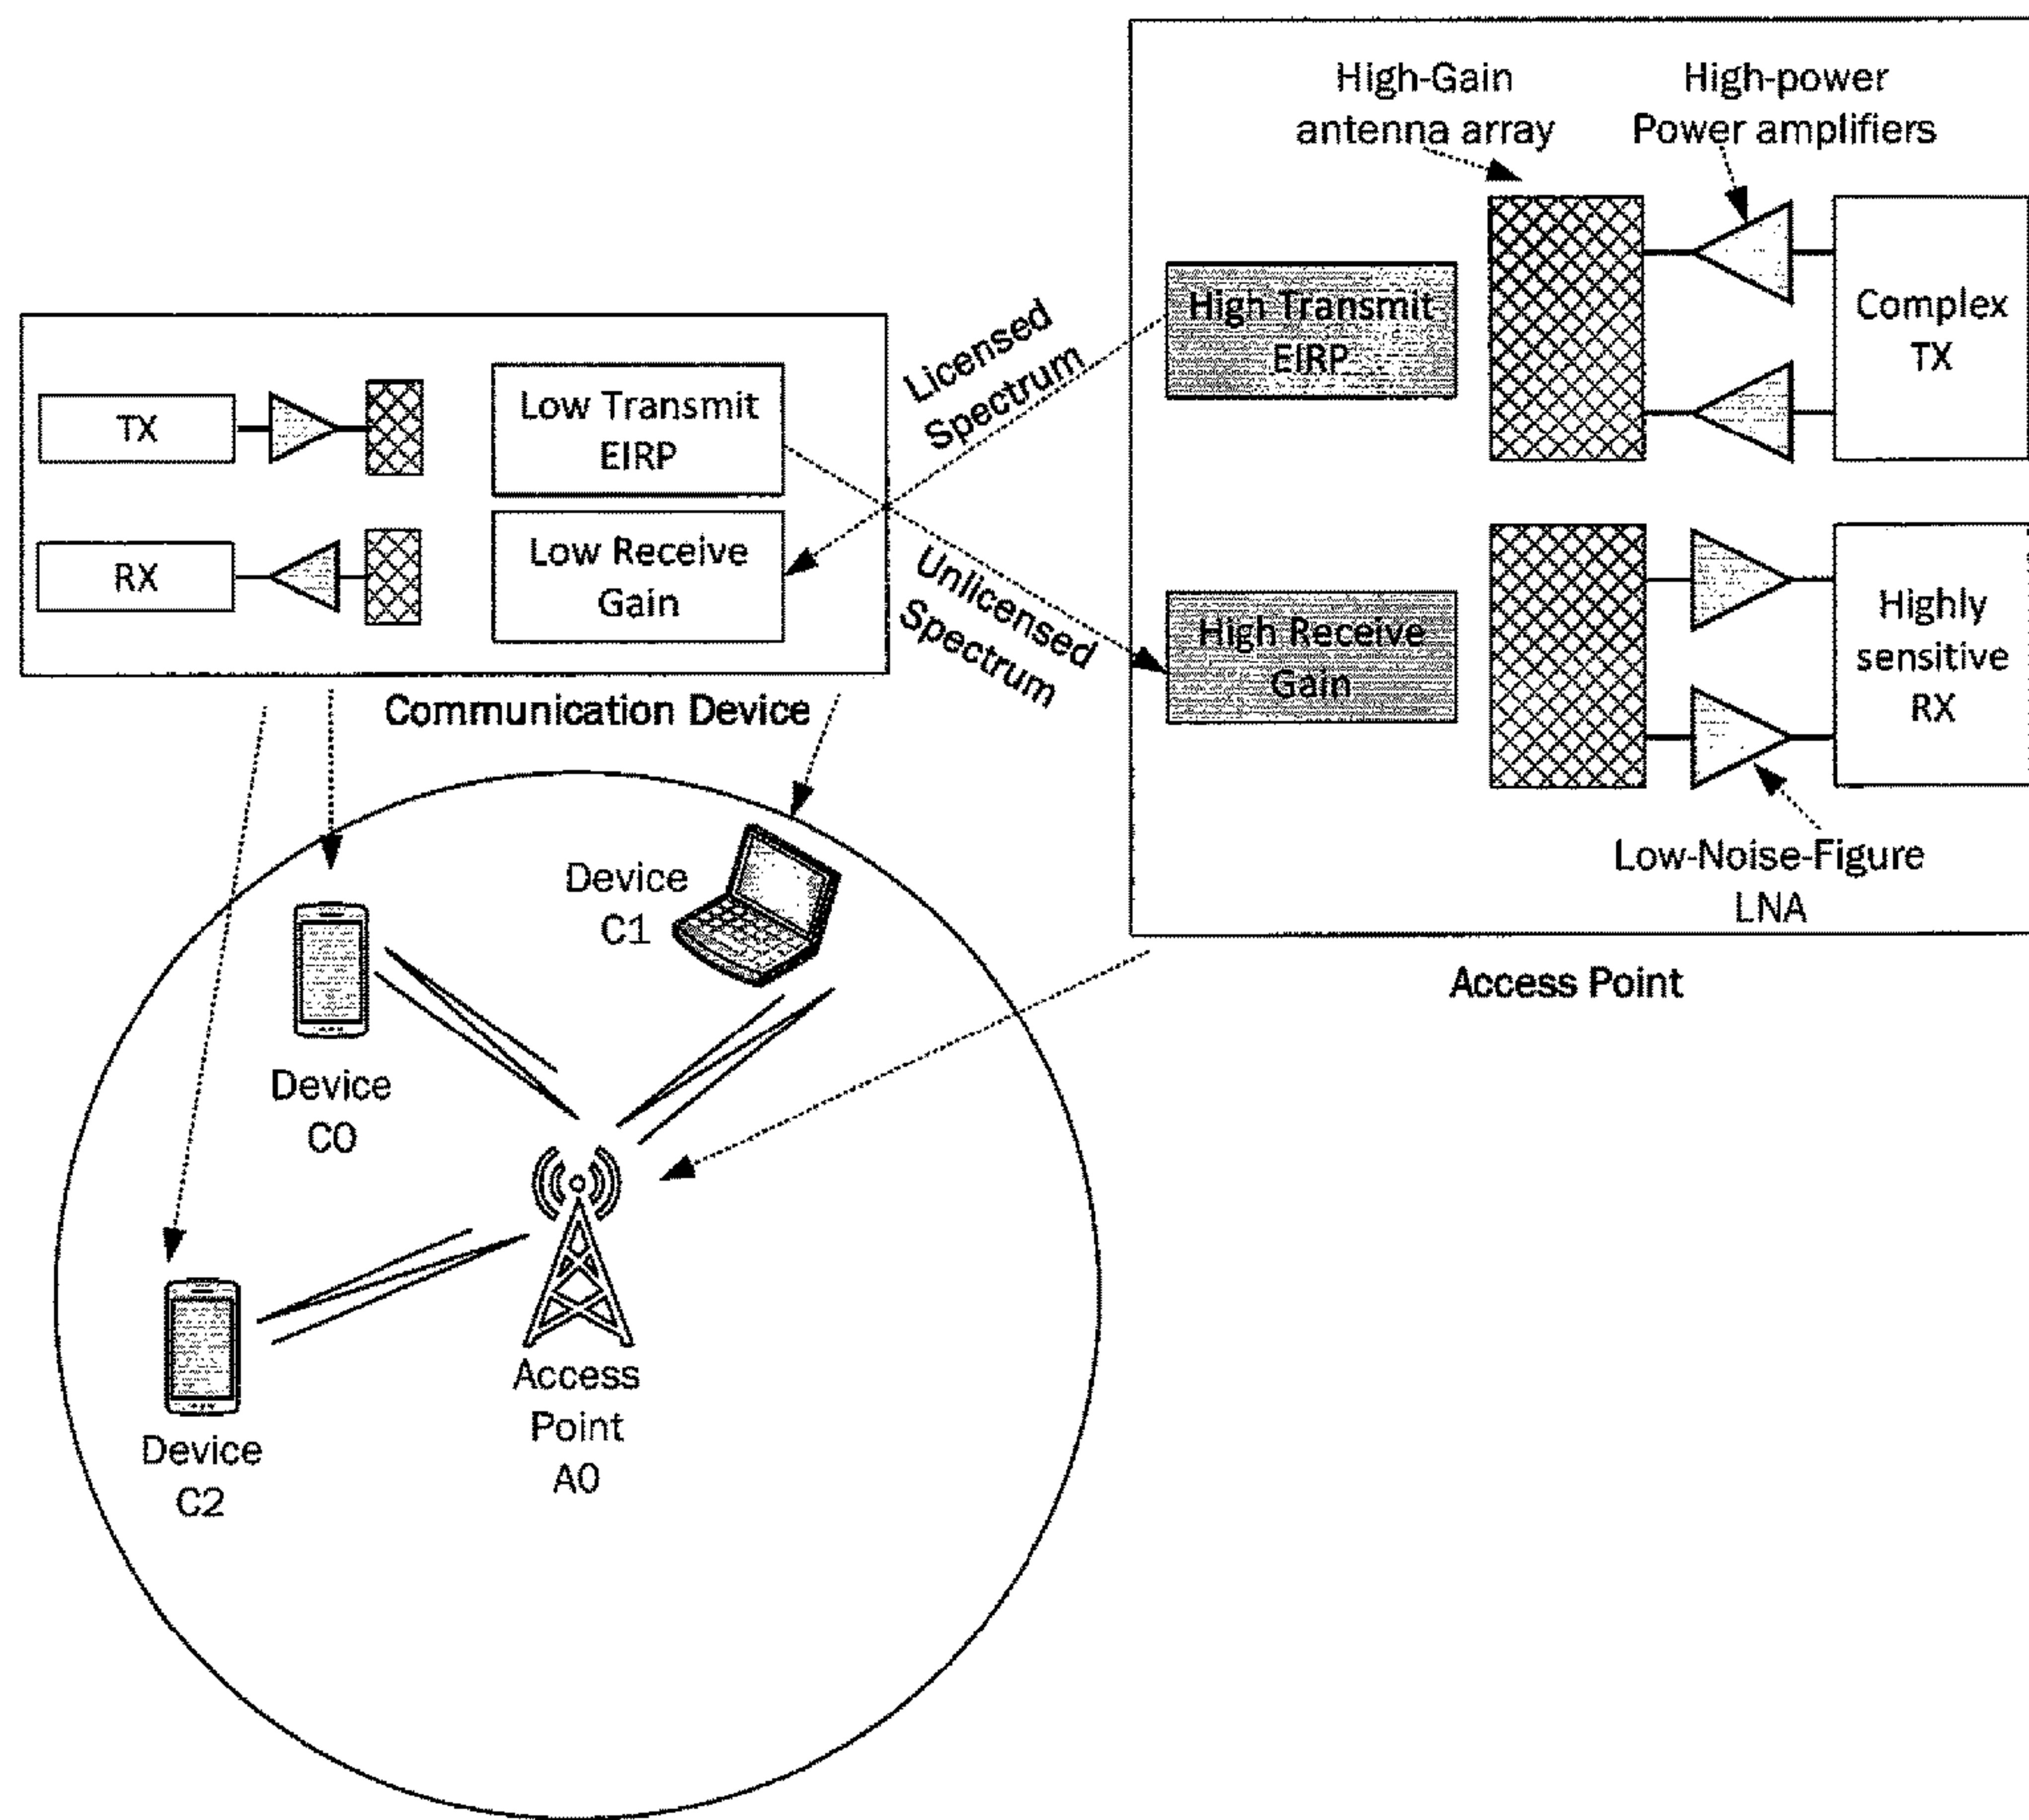 High-Gain
antenna array
High-power
Power amplifiers
High Transmit
EIRP
Complex
TX
Licensed
Spectrum
TX
Low Transmit
EIRP
RX
Low Receive
Gain
Unlicensed
Spectrum
High Receive
Gain
Highly
sensitive
RX
Communication Device
Low-Noise-Figure
LNA
Access Point
Device
C1
Device
C0
Access
Point
A0
Device
C2